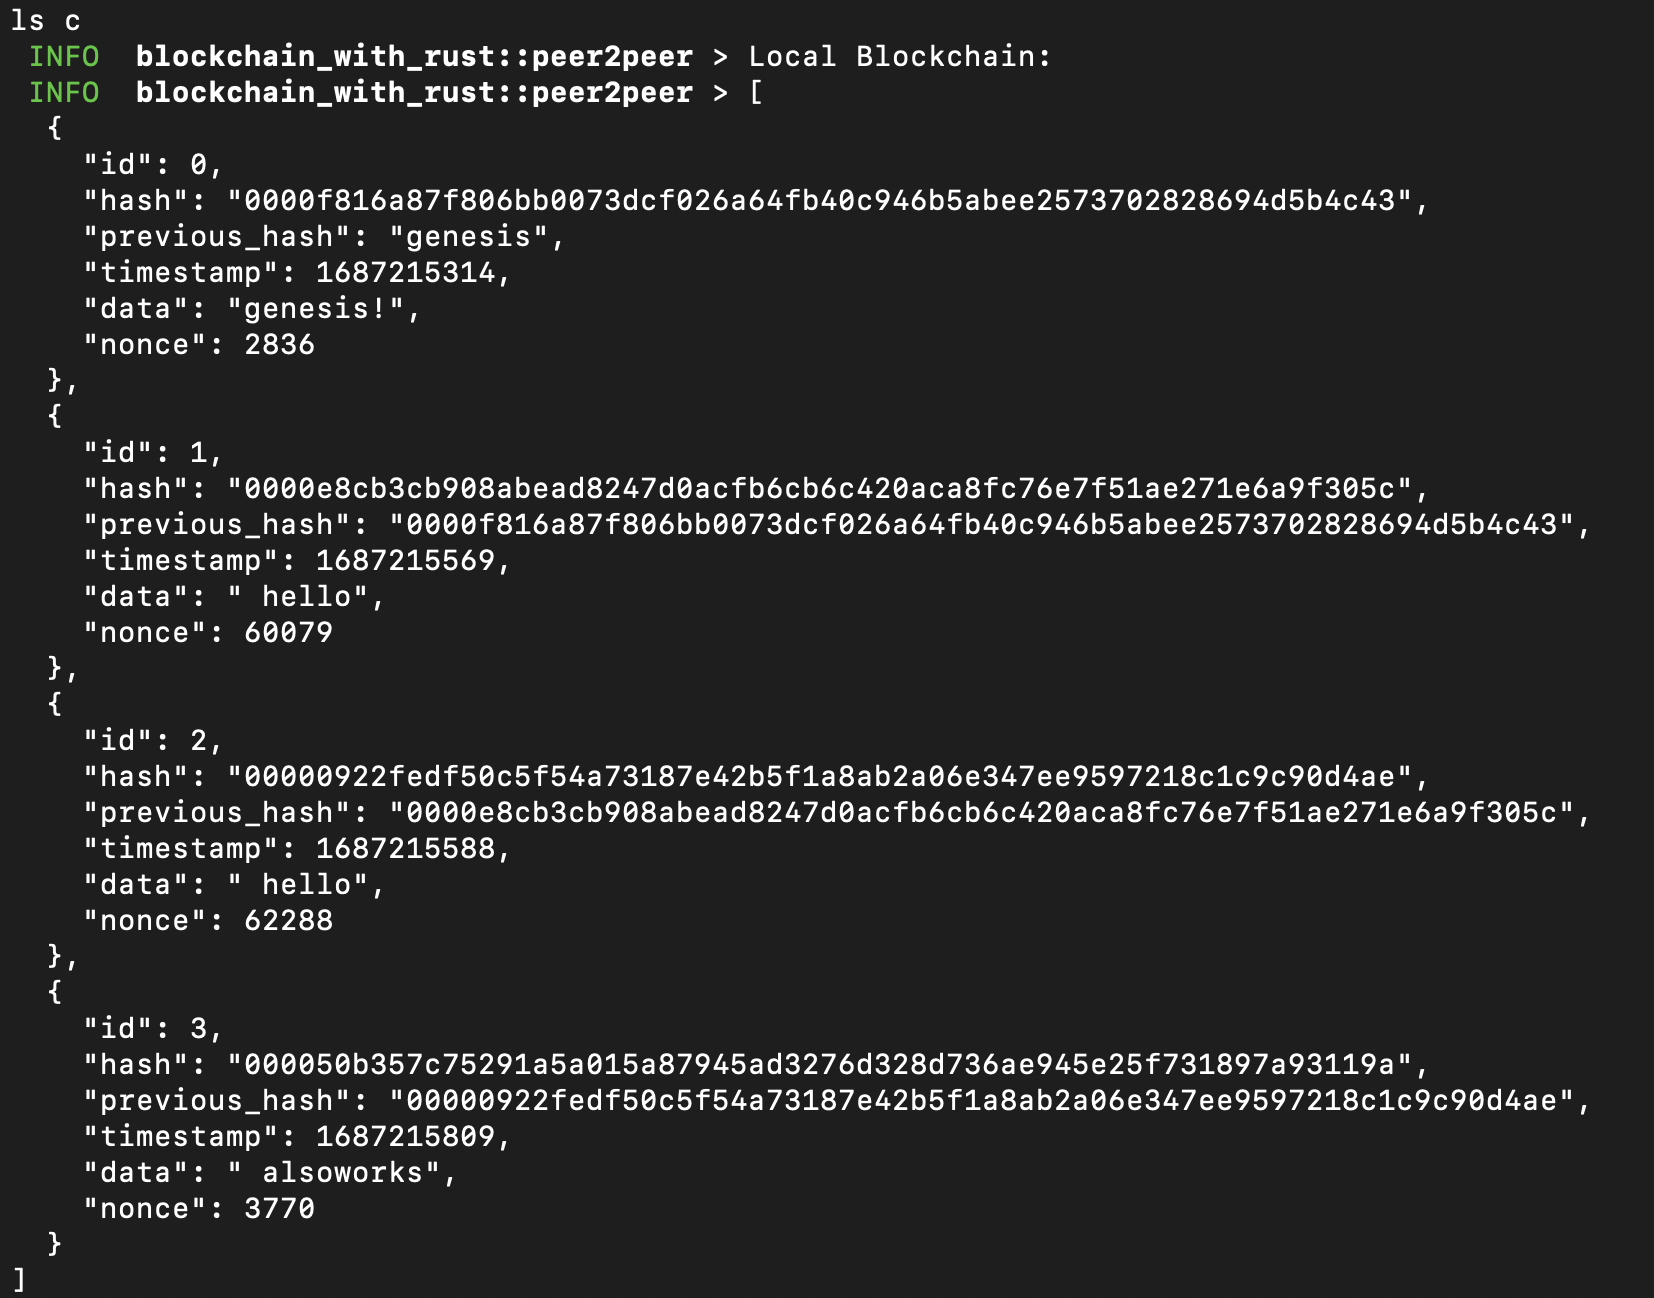 ls c
INFO  blockchain_with_rust::peer2peer > Local Blockchain:
INFO  blockchain_with_rust::peer2peer > [
  {
    "id": 0,
    "hash": "0000f816a87f806bb0073dcf026a64fb40c946b5abee2573702828694d5b4c43",
    "previous_hash": "genesis",
    "timestamp": 1687215314,
    "data": "genesis!",
    "nonce": 2836
  },
  {
    "id": 1,
    "hash": "0000e8cb3cb908abead8247d0acfb6cb6c420aca8fc76e7f51ae271e6a9f305c",
    "previous_hash": "0000f816a87f806bb0073dcf026a64fb40c946b5abee2573702828694d5b4c43",
    "timestamp": 1687215569,
    "data": " hello",
    "nonce": 60079
  },
  {
    "id": 2,
    "hash": "00000922fedf50c5f54a73187e42b5f1a8ab2a06e347ee9597218c1c9c90d4ae",
    "previous_hash": "0000e8cb3cb908abead8247d0acfb6cb6c420aca8fc76e7f51ae271e6a9f305c",
    "timestamp": 1687215588,
    "data": " hello",
    "nonce": 62288
  },
  {
    "id": 3,
    "hash": "000050b357c75291a5a015a87945ad3276d328d736ae945e25f731897a93119a",
    "previous_hash": "00000922fedf50c5f54a73187e42b5f1a8ab2a06e347ee9597218c1c9c90d4ae",
    "timestamp": 1687215809,
    "data": " alsoworks",
    "nonce": 3770
  }
]